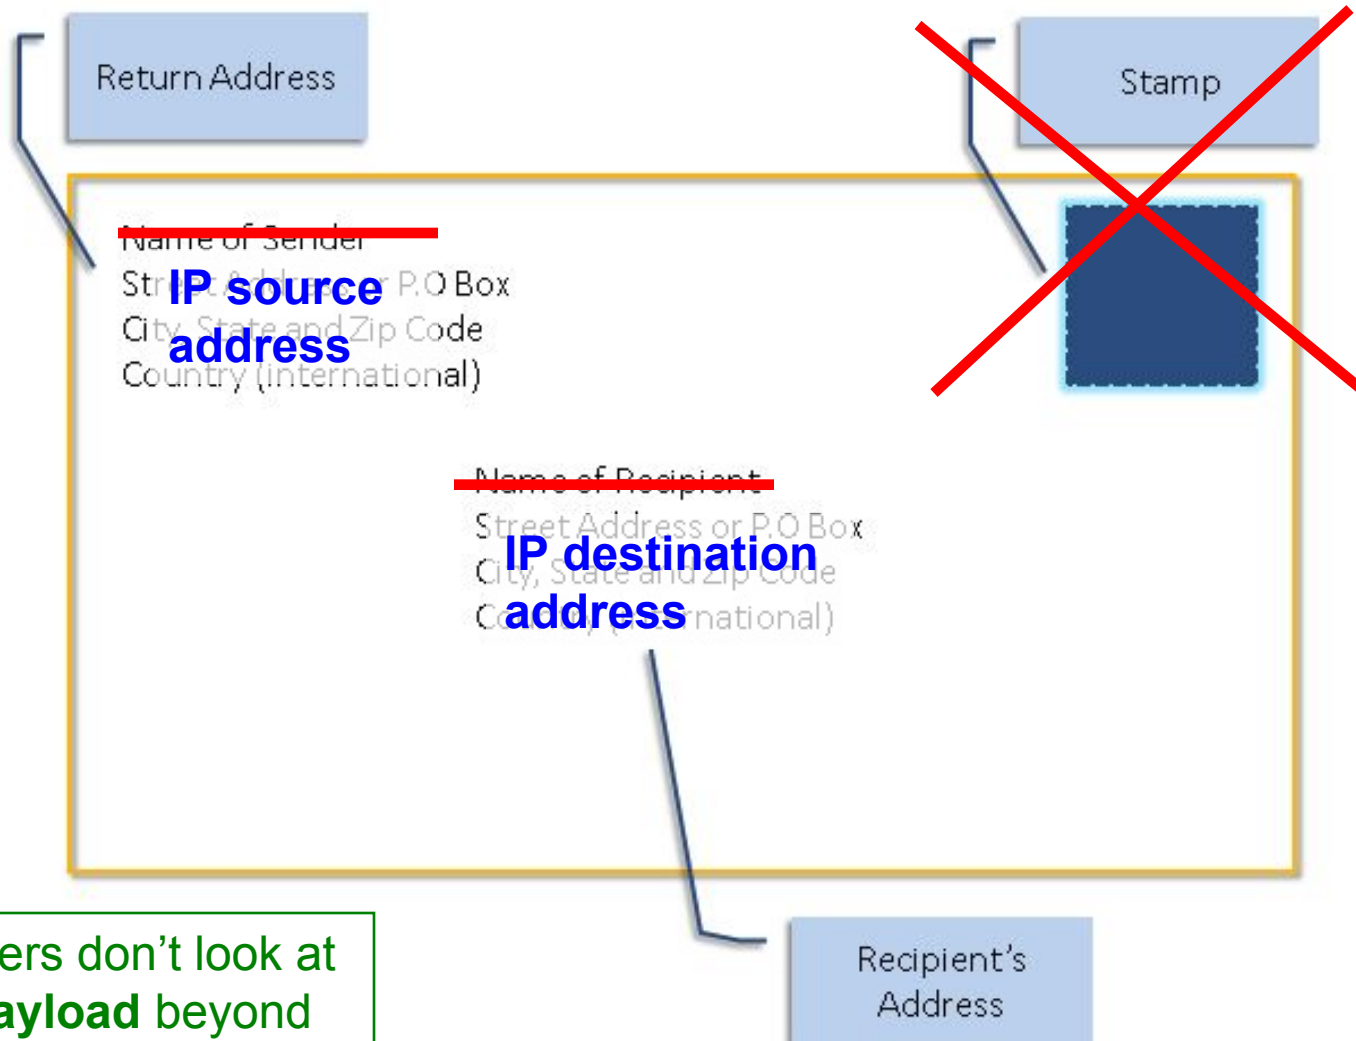 Return Address
Stamp
Name of Sender
Street Address or P.O Box
IP source
City, State and Zip Code
address
Country (international)
Name of Recipient
Street Address or P.O Box
IP destination
City, State and Zip Code
address
Country (international)
ers don’t look at
ayload beyond
Recipient’s
Address